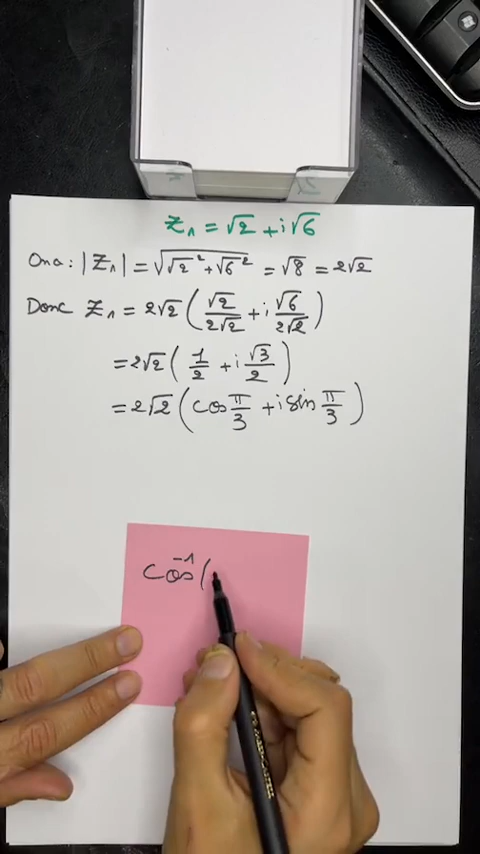 z₁ = √2 + i√6
On a : |z₁| = √(√2² + √6²) = √8 = 2√2
Donc z₁ = 2√2 (√2/2√2 + i √6/2√2)
= 2√2 (1/2 + i √3/2)
= 2√2 (cos π/3 + i sin π/3)
cos⁻¹(